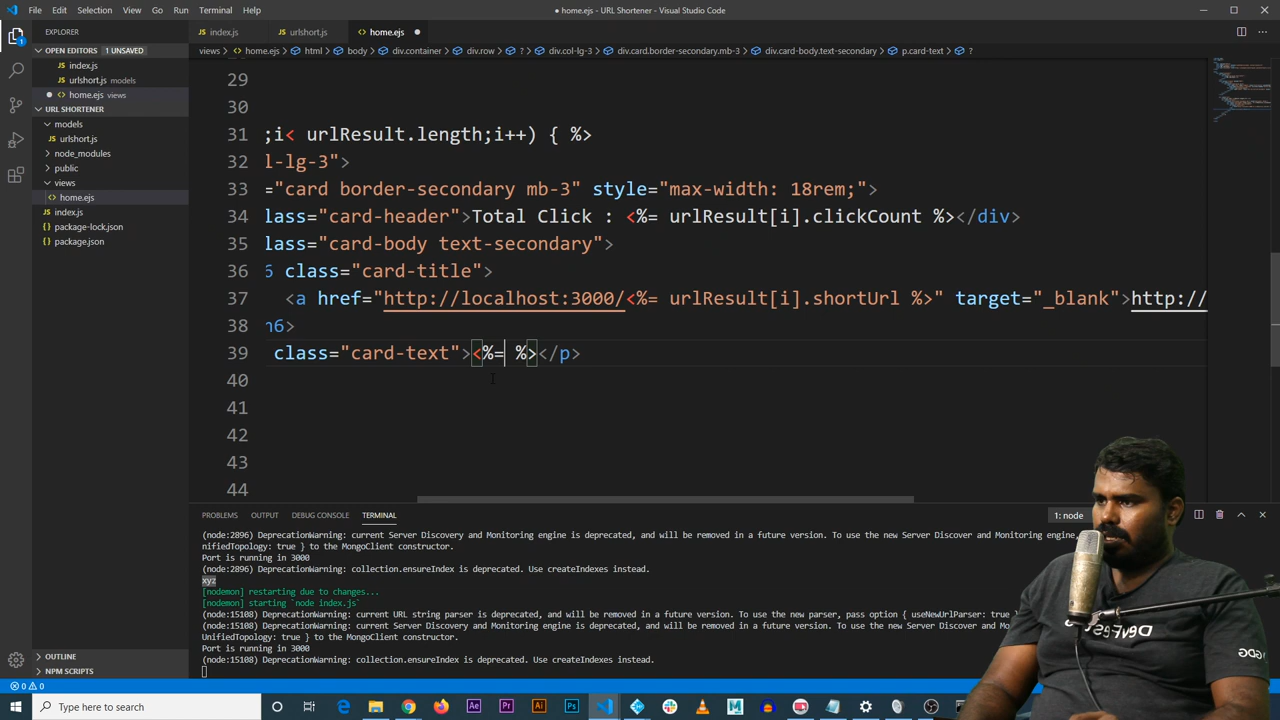 File Edit Selection View Go Run Terminal Help
● home.ejs - URL Shortener - Visual Studio Code
EXPLORER
index.js
urlshort.js
home.ejs
OPEN EDITORS 1 UNSAVED
views > home.ejs > html > body > div.container > div.row > ? > div.col-lg-3 > div.card.border-secondary.mb-3 > div.card-body.text-secondary > p.card-text > ?
index.js
urlshort.js models
home.ejs views
URL SHORTENER
models
urlshort.js
node_modules
public
views
home.ejs
index.js
package-lock.json
package.json
29
30
31 ;i< urlResult.length;i++) { %>
32 l-lg-3">
33 ="card border-secondary mb-3" style="max-width: 18rem;">
34 lass="card-header">Total Click : <%= urlResult[i].clickCount %></div>
35 lass="card-body text-secondary">
36 6 class="card-title">
37 <a href="http://localhost:3000/<%= urlResult[i].shortUrl %>" target="_blank">http://
38 h6>
39 class="card-text"><%= %></p>
40
41
42
43
44
PROBLEMS OUTPUT DEBUG CONSOLE TERMINAL
1: node
(node:2896) DeprecationWarning: current Server Discovery and Monitoring engine is deprecated, and will be removed in a future version. To use the new Server Discover and Monitoring engine,
nifiedTopology: true } to the MongoClient constructor.
Port is running in 3000
(node:2896) DeprecationWarning: collection.ensureIndex is deprecated. Use createIndexes instead.
xyz
[nodemon] restarting due to changes...
[nodemon] starting `node index.js`
(node:15108) DeprecationWarning: current URL string parser is deprecated, and will be removed in a future version. To use the new parser, pass option { useNewUrlParser: true }
(node:15108) DeprecationWarning: current Server Discovery and Monitoring engine is deprecated, and will be removed in a future version. To use the new Server Discover and Mo
UnifiedTopology: true } to the MongoClient constructor.
Port is running in 3000
(node:15108) DeprecationWarning: collection.ensureIndex is deprecated. Use createIndexes instead.
OUTLINE
NPM SCRIPTS
0 0
Type here to search
Ae Pr Ai Ps
DevFest
GDG